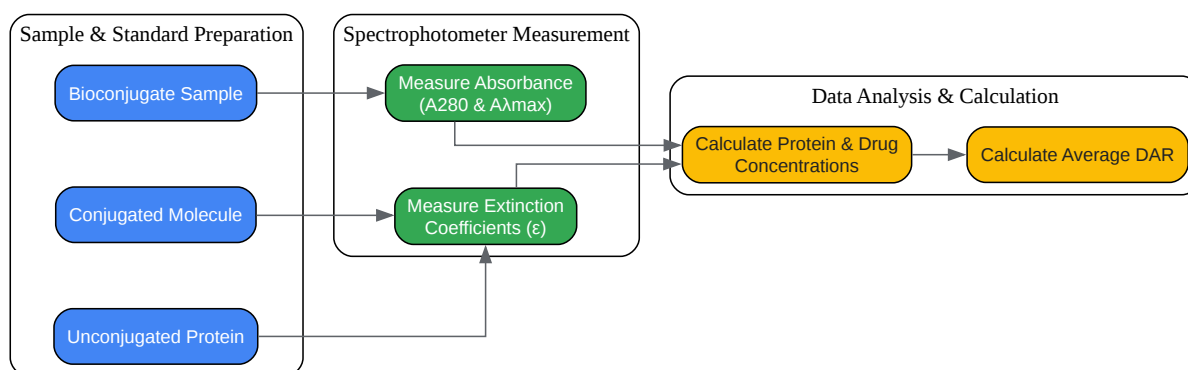 Sample & Standard Preparation
Bioconjugate Sample
Conjugated Molecule
Unconjugated Protein
Spectrophotometer Measurement
Measure Absorbance
(A280 & Aλmax)
Measure Extinction
Coefficients (ε)
Data Analysis & Calculation
Calculate Protein & Drug
Concentrations
Calculate Average DAR